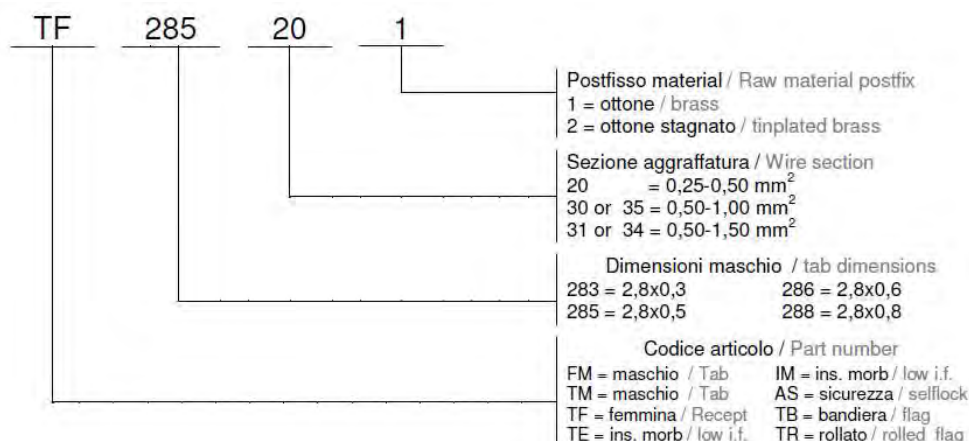 TF 285 20 1
Postfisso material / Raw material postfix
1 = ottone / brass
2 = ottone stagnato / tinplated brass
Sezione aggraffatura / Wire section
20 = 0,25-0,50 mm²
30 or 35 = 0,50-1,00 mm²
31 or 34 = 0,50-1,50 mm²
Dimensioni maschio / tab dimensions
283 = 2,8x0,3 286 = 2,8x0,6
285 = 2,8x0,5 288 = 2,8x0,8
Codice articolo / Part number
FM = maschio / Tab IM = ins. morb / low i.f.
TM = maschio / Tab AS = sicurezza / selflock
TF = femmina / Recept TB = bandiera / flag
TE = ins. morb / low i.f. TR = rollato / rolled flag